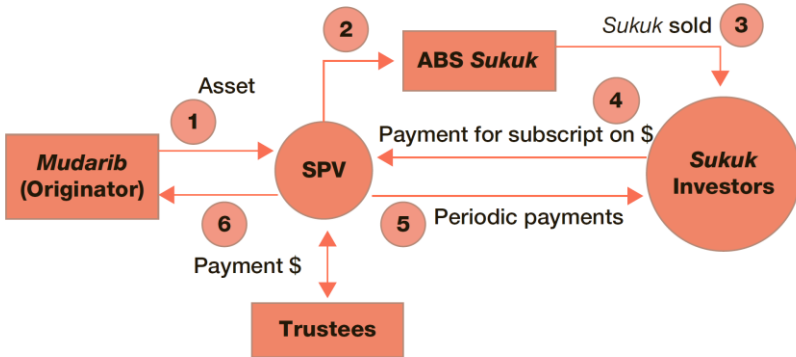 2
Sukuk sold
3
ABS Sukuk
Asset
1
4
Payment for subscript on $
Mudarib
(Originator)
SPV
Sukuk
Investors
6
5
Periodic payments
Payment $
Trustees